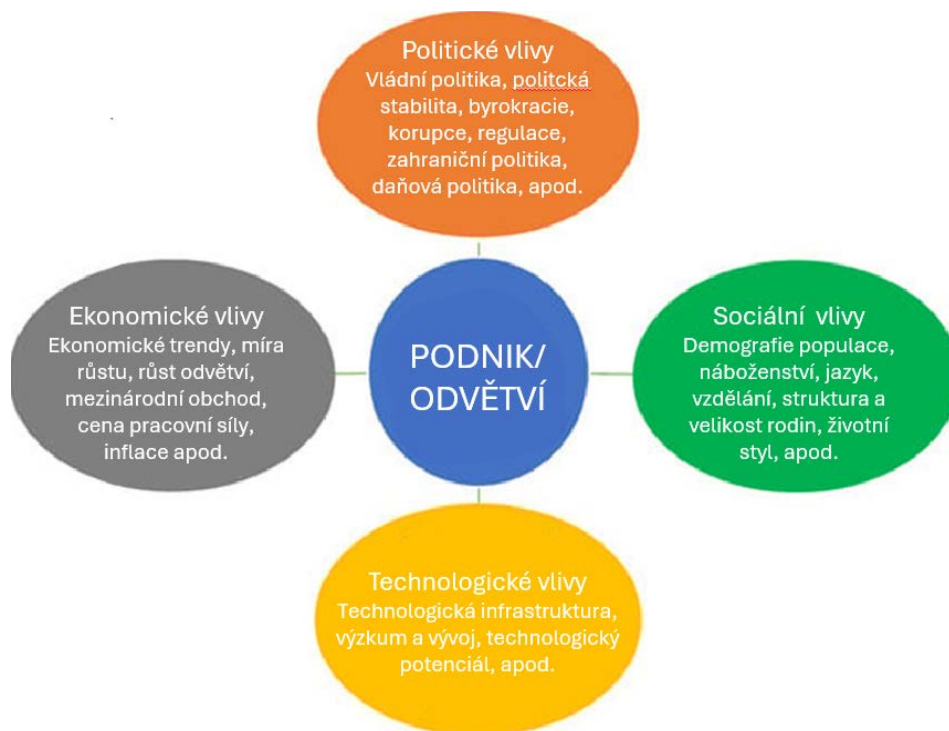 Politické vlivy
Vládní politika, politcká
stabilita, byrokracie,
korupce, regulace,
zahraniční politika,
daňová politika, apod.
Ekonomické vlivy
Ekonomické trendy, míra
růstu, růst odvětví,
mezinárodní obchod,
cena pracovní síly,
inflace apod.
PODNIK/
ODVĚTVÍ
Sociální vlivy
Demografie populace,
náboženství, jazyk,
vzdělání, struktura a
velikost rodin, životní
styl, apod.
Technologické vlivy
Technologická infrastruktura,
výzkum a vývoj, technologický
potenciál, apod.